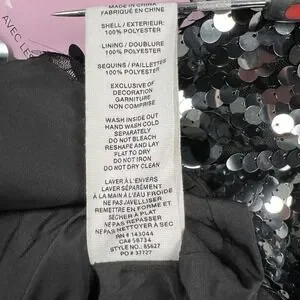 AVEC LE
MADE IN CHINA
FABRIQUÉ EN CHINE
SHELL / EXTERIEUR:
100% POLYESTER
LINING / DOUBLURE
100% POLYESTER
SEQUINS / PAILLETTES
100% POLYESTER
EXCLUSIVE OF
DECORATION
GARNITURE
NON COMPRISE
WASH INSIDE OUT
HAND WASH COLD
SEPARATELY
DO NOT BLEACH
RESHAPE AND LAY
FLAT TO DRY
DO NOT IRON
DO NOT DRY CLEAN
LAVER À L'ENVERS
LAVER SÉPARÉMENT
À LA MAIN À L'EAU FROIDE
NE PAS JAVELLISER
REMETTRE EN FORME ET
SÉCHER À PLAT
NE PAS REPASSER
NE PAS NETTOYER À SEC
RN # 143044
CA# 58734
STYLE: 85627
PO # 37727